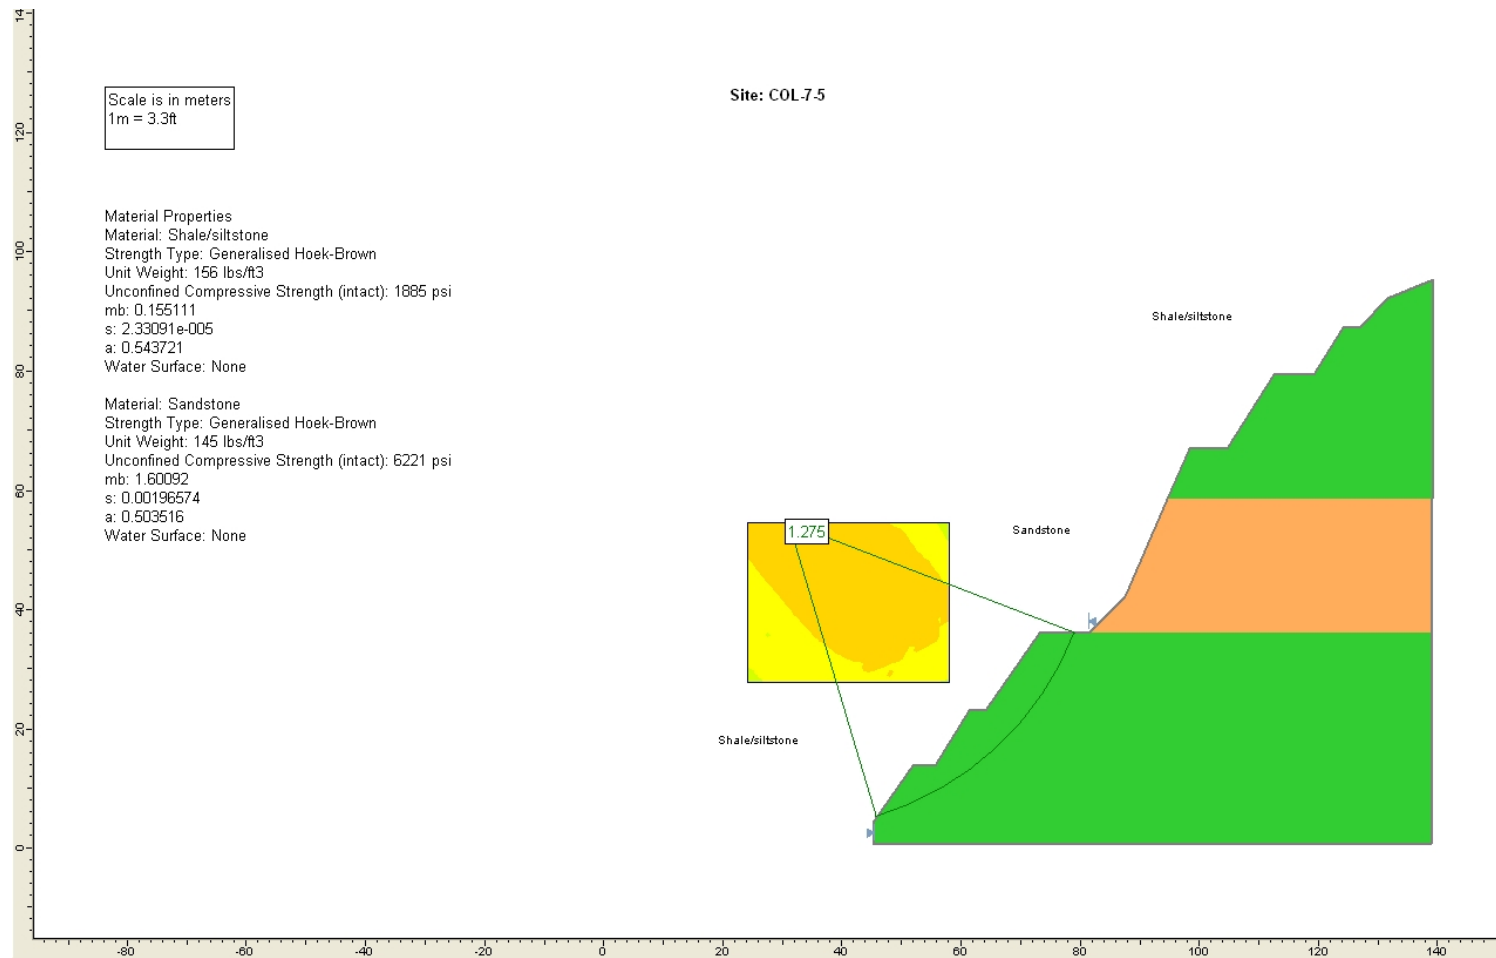 Site: COL-7-5
Scale is in meters
1m = 3.3ft
Material Properties
Material: Shale/siltstone
Strength Type: Generalised Hoek-Brown
Unit Weight: 156 lbs/ft3
Unconfined Compressive Strength (intact): 1885 psi
mb: 0.155111
s: 2.33091e-005
a: 0.543721
Water Surface: None
Material: Sandstone
Strength Type: Generalised Hoek-Brown
Unit Weight: 145 lbs/ft3
Unconfined Compressive Strength (intact): 6221 psi
mb: 1.60092
s: 0.00196574
a: 0.503516
Water Surface: None
Shale/siltstone
Sandstone
1.275
Shale/siltstone
14
120
100
80
60
40
20
0
-80 -60 -40 -20 0 20 40 60 80 100 120 140